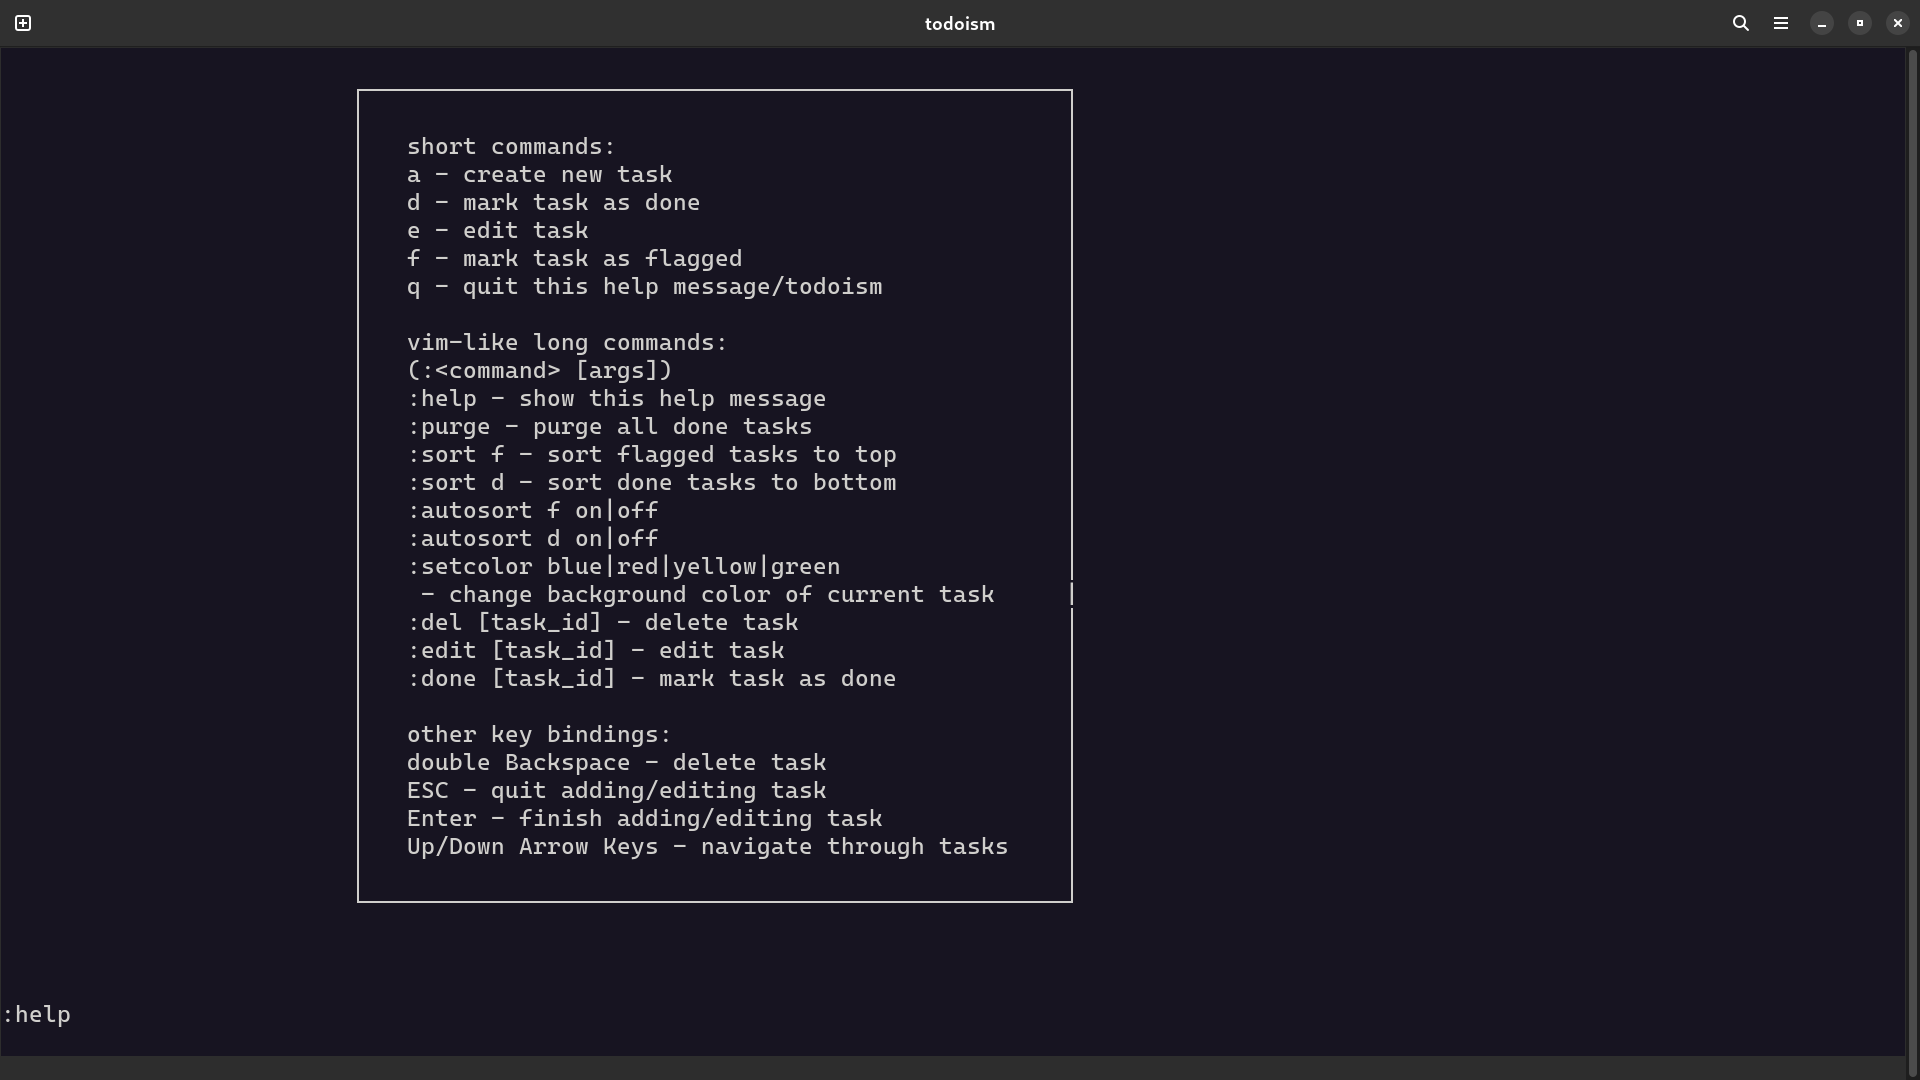 todoism
short commands:
a - create new task
d - mark task as done
e - edit task
f - mark task as flagged
q - quit this help message/todoism
vim-like long commands:
(:<command> [args])
:help - show this help message
:purge - purge all done tasks
:sort f - sort flagged tasks to top
:sort d - sort done tasks to bottom
:autosort f on|off
:autosort d on|off
:setcolor blue|red|yellow|green
- change background color of current task
:del [task_id] - delete task
:edit [task_id] - edit task
:done [task_id] - mark task as done
other key bindings:
double Backspace - delete task
ESC - quit adding/editing task
Enter - finish adding/editing task
Up/Down Arrow Keys - navigate through tasks
:help